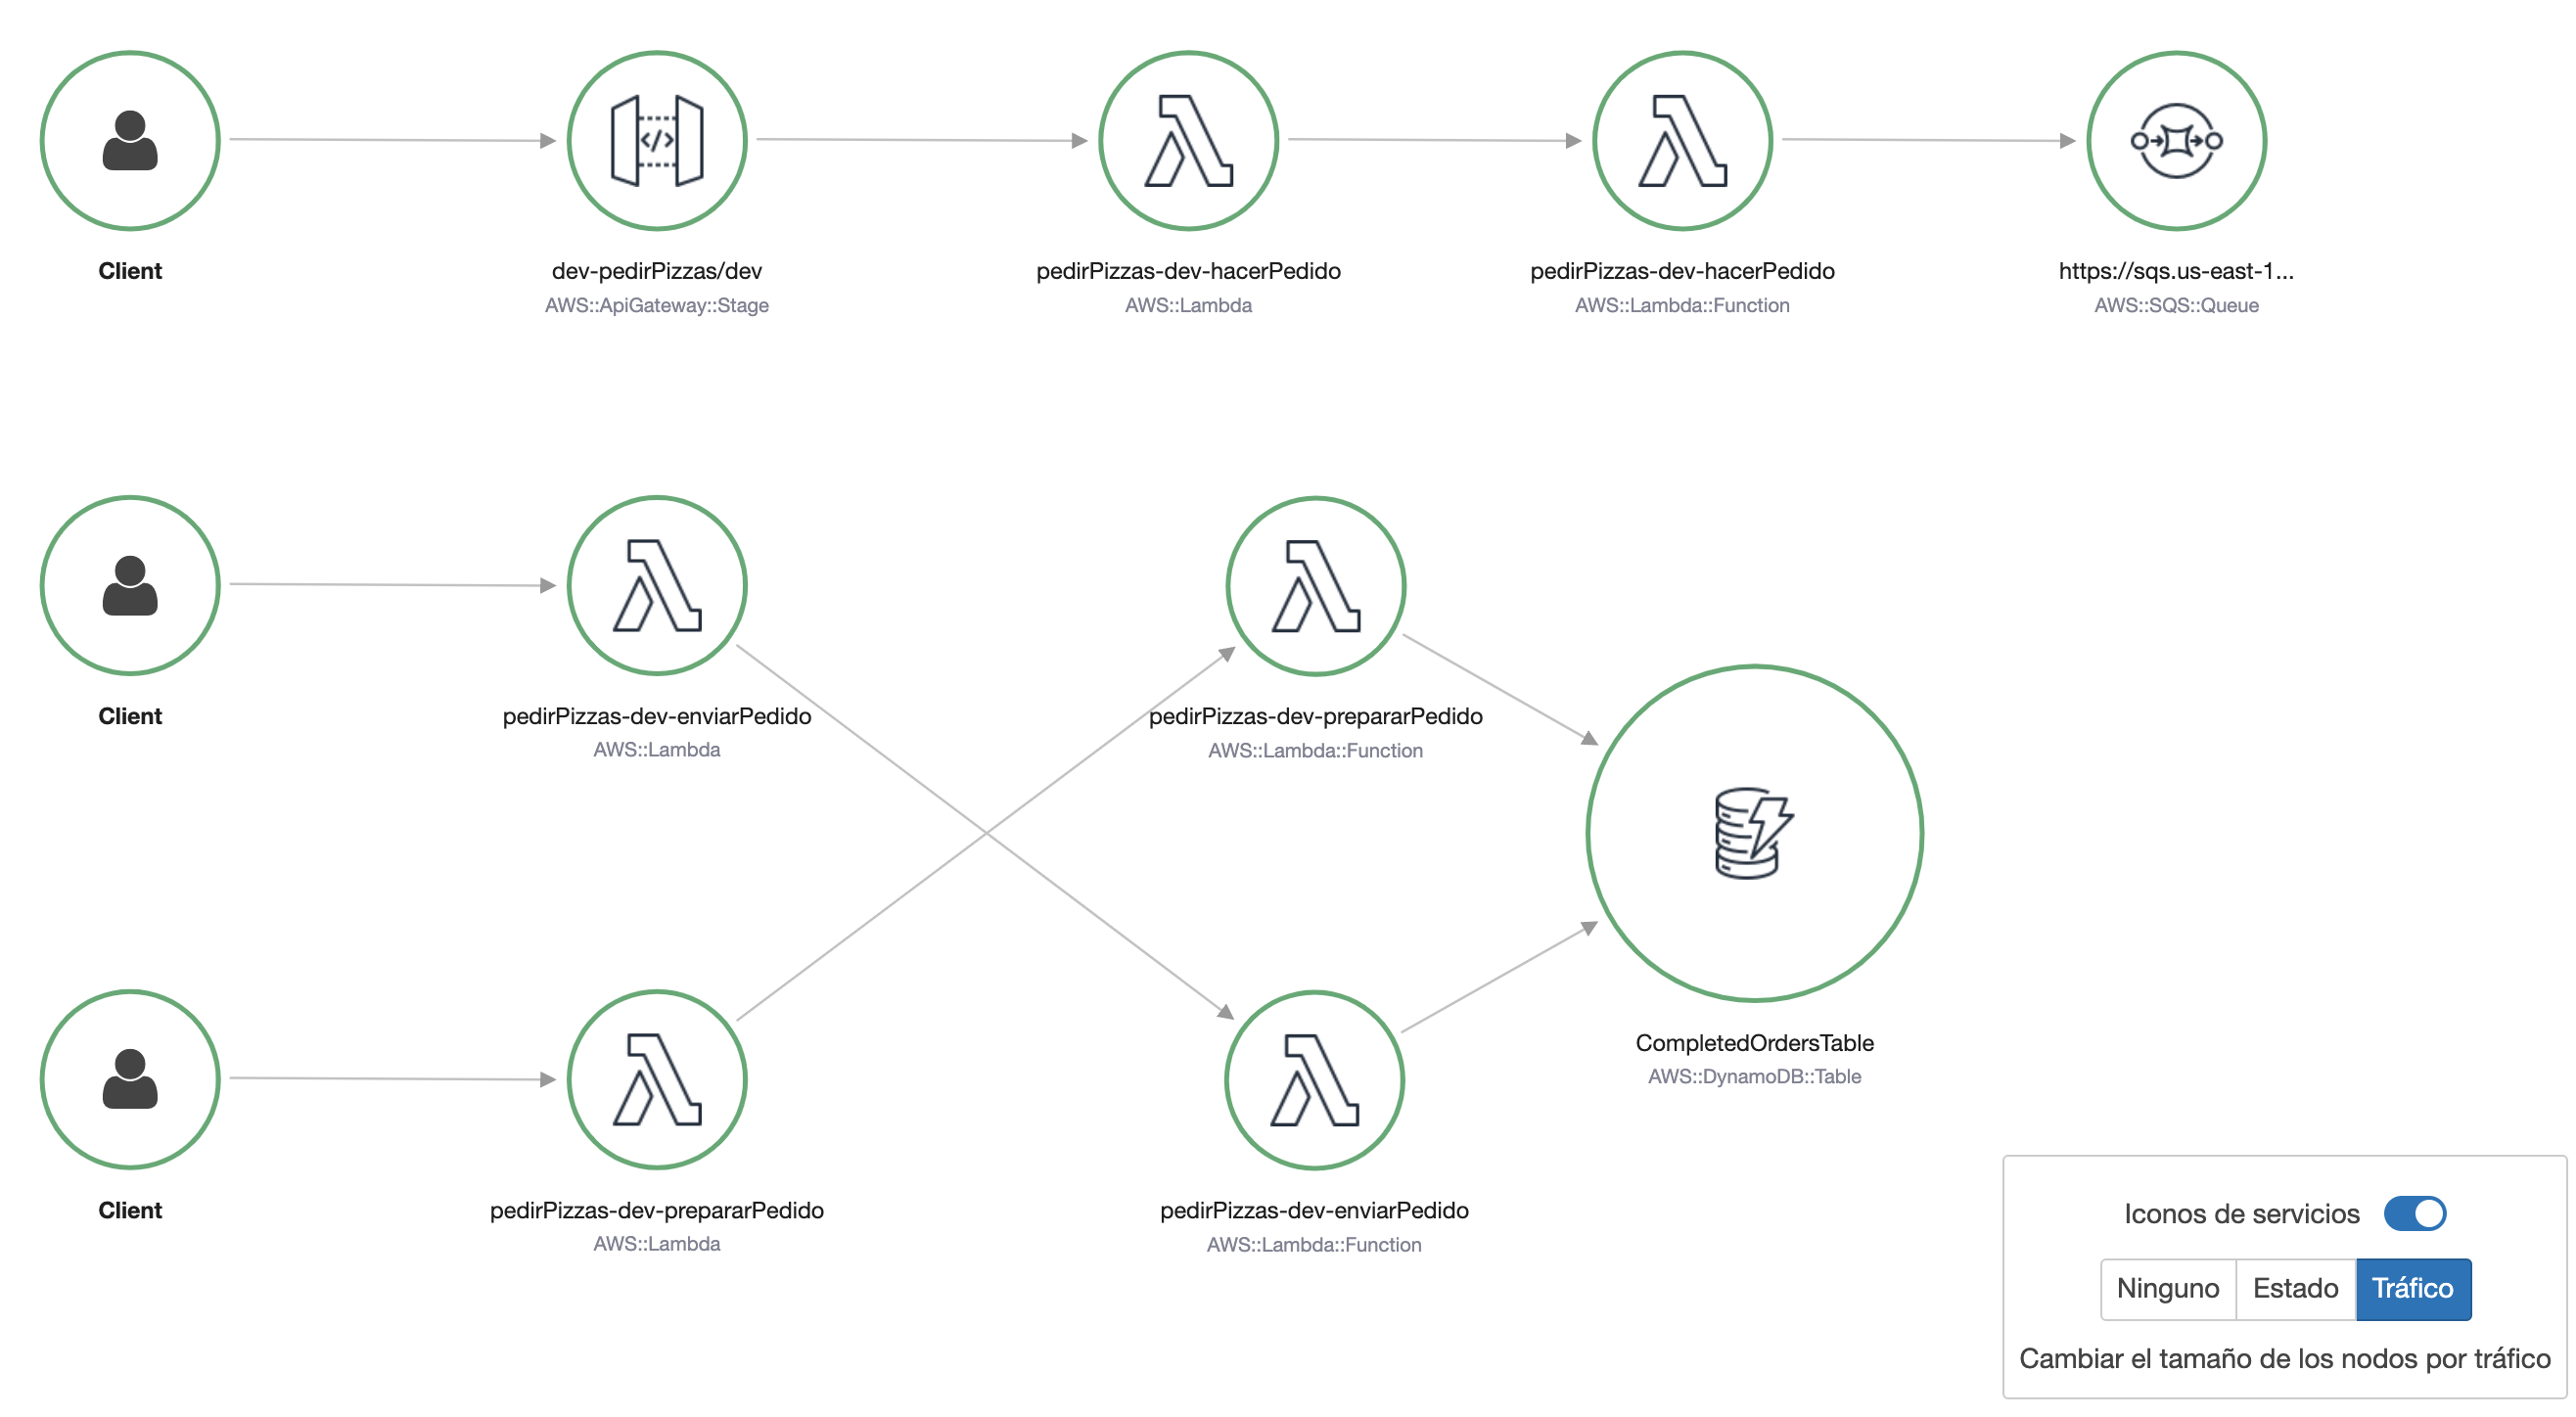 Client
dev-pedirPizzas/dev
AWS::ApiGateway::Stage
pedirPizzas-dev-hacerPedido
AWS::Lambda
pedirPizzas-dev-hacerPedido
AWS::Lambda::Function
https://sqs.us-east-1...
AWS::SQS::Queue
Client
pedirPizzas-dev-enviarPedido
AWS::Lambda
pedirPizzas-dev-prepararPedido
AWS::Lambda::Function
CompletedOrdersTable
AWS::DynamoDB::Table
Client
pedirPizzas-dev-prepararPedido
AWS::Lambda
pedirPizzas-dev-enviarPedido
AWS::Lambda::Function
Iconos de servicios
Ninguno Estado Tráfico
Cambiar el tamaño de los nodos por tráfico